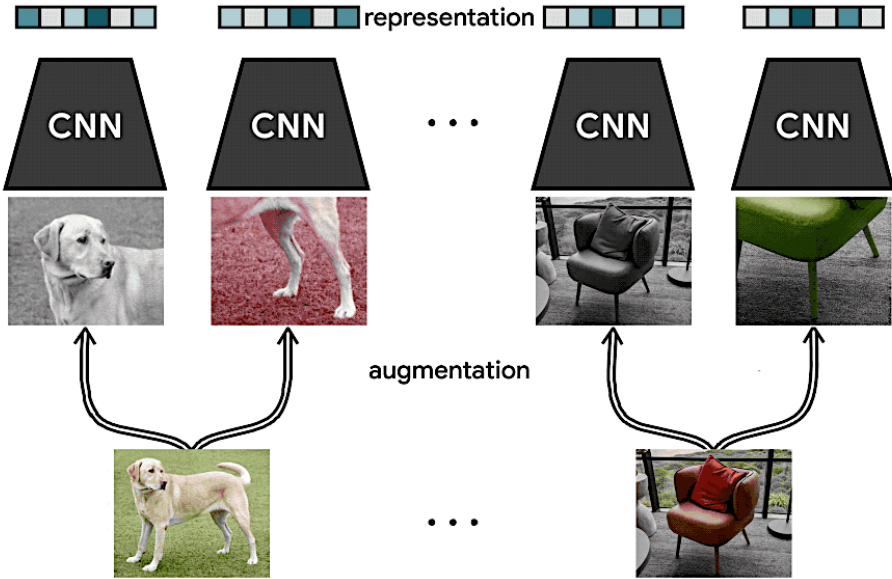 representation
CNN
CNN
. . .
CNN
CNN
augmentation
. . .